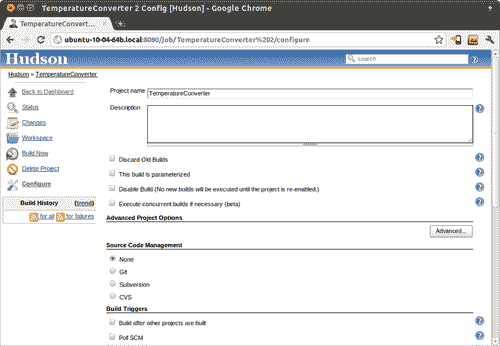 TemperatureConverter 2 Config [Hudson] - Google Chrome
TemperatureConverter...
ubuntu-10-04-64b.local:8080/job/TemperatureConverter%202/configure
Hudson
search
Hudson » TemperatureConverter
Back to Dashboard
Status
Changes
Workspace
Build Now
Delete Project
Configure
Build History (trend)
for all for failures
Project name TemperatureConverter
Description
Discard Old Builds
This build is parameterized
Disable Build (No new builds will be executed until the project is re-enabled.)
Execute concurrent builds if necessary (beta)
Advanced Project Options
Advanced...
Source Code Management
None
Git
Subversion
CVS
Build Triggers
Build after other projects are built
Poll SCM